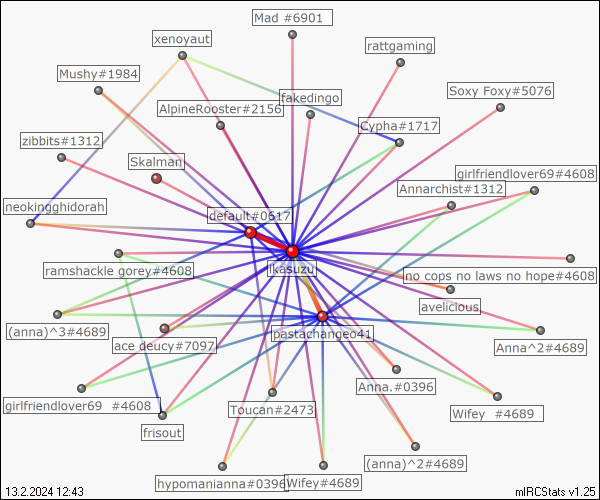 Mad #6901
xenoyaut
rattgaming
Mushy#1984
Soxy Foxy#5076
fakedingo
AlpineRooster#2156
Cypha#1717
zibbits#1312
Skalman
girlfriendlover69#4608
Annarchist#1312
neokingghidorah
default#0617
ikasuzu
ramshackle gorey#4608
no cops no laws no hope#4608
avelicious
(anna)^3#4689
pastachangeo41
ace deucy#7097
Anna^2#4689
Anna.#0396
girlfriendlover69 #4608
Toucan#2473
Wifey #4689
frisout
(anna)^2#4689
hypomanianna#0396
Wifey#4689
13.2.2024 12:43
mIRCStats v1.25